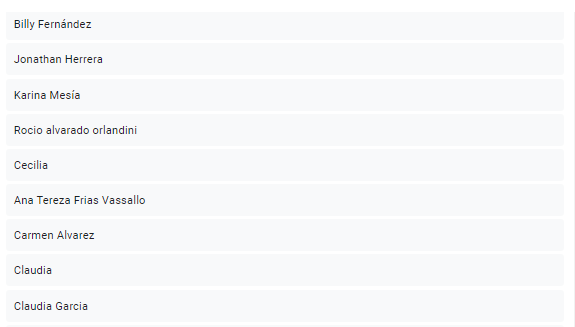 Billy Fernández
Jonathan Herrera
Karina Mesía
Rocio alvarado orlandini
Cecilia
Ana Tereza Frias Vassallo
Carmen Alvarez
Claudia
Claudia Garcia